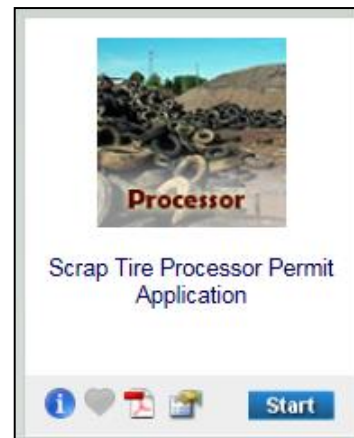 Processor
Scrap Tire Processor Permit
Application
Start